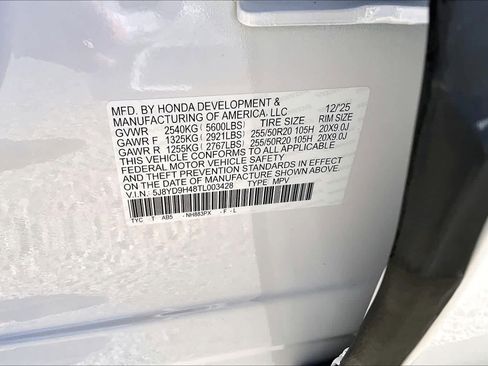 MFD. BY HONDA DEVELOPMENT & 12/'25
MANUFACTURING OF AMERICA, LLC
TIRE SIZE RIM SIZE
GVWR 2540KG(5600LBS)
GAWR F 1325KG(2921LBS) 255/50R20 105H 20X9.0J
GAWR R 1255KG(2767LBS) 255/50R20 105H 20X9.0J
THIS VEHICLE CONFORMS TO ALL APPLICABLE
FEDERAL MOTOR VEHICLE SAFETY
AND THEFT PREVENTION STANDARDS IN EFFECT
ON THE DATE OF MANUFACTURE SHOWN ABOVE.
V.I.N. 5J8YD9H48TL003428 TYPE MPV
TYC 1 AB5 -NH883PX -F -L